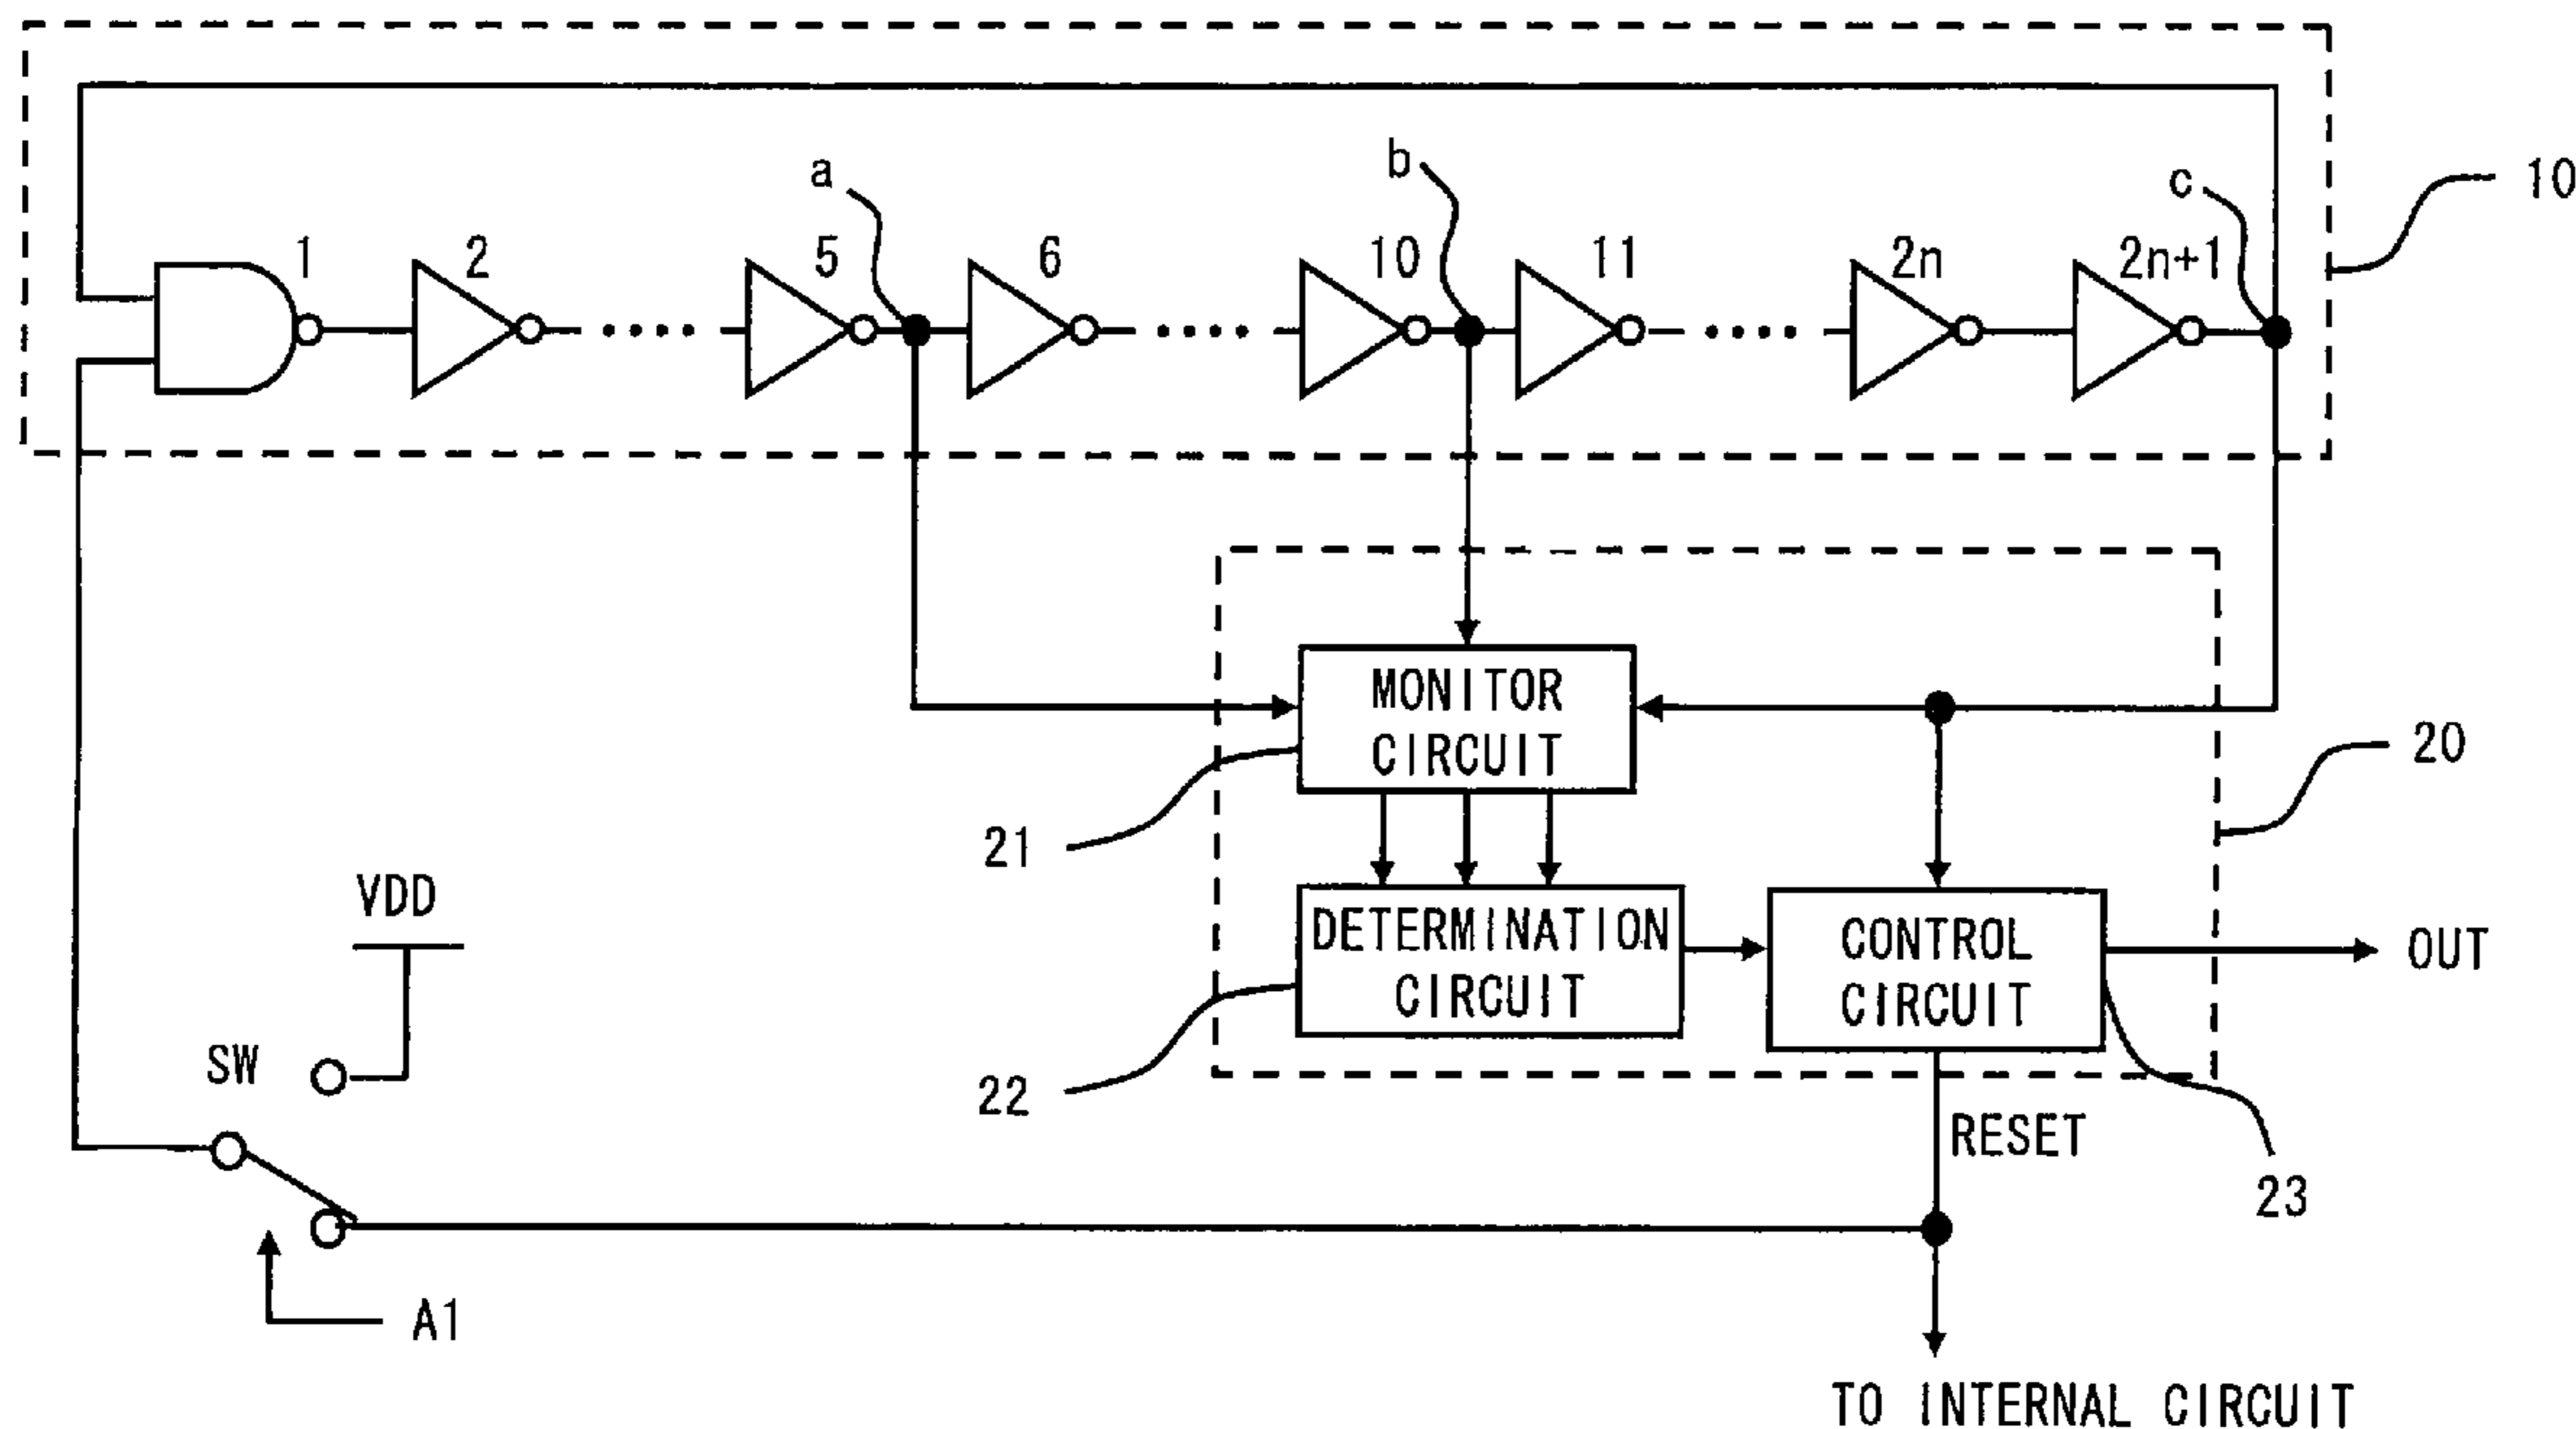 a
b
c
10
1
2
5
6
10
11
2n
2n+1
MONITOR
CIRCUIT
20
21
VDD
DETERMINATION
CIRCUIT
CONTROL
CIRCUIT
OUT
SW
22
RESET
23
A1
TO INTERNAL CIRCUIT